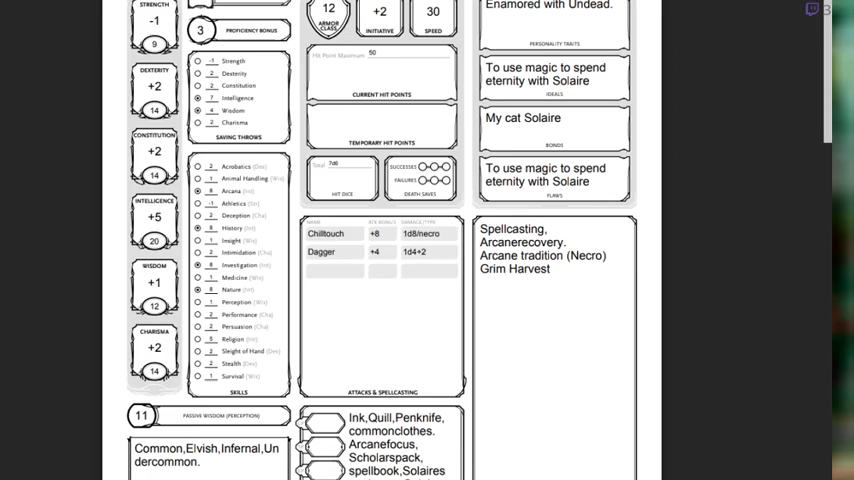 STRENGTH
-1
9
DEXTERITY
+2
14
CONSTITUTION
+2
14
INTELLIGENCE
+5
20
WISDOM
+1
12
CHARISMA
+2
14
3
PROFICIENCY BONUS
-1 Strength
2 Dexterity
2 Constitution
7 Intelligence
4 Wisdom
2 Charisma
SAVING THROWS
2 Acrobatics (Dex)
1 Animal Handling (Wis)
8 Arcana (Int)
-1 Athletics (Str)
2 Deception (Cha)
8 History (Int)
1 Insight (Wis)
2 Intimidation (Cha)
8 Investigation (Int)
1 Medicine (Wis)
8 Nature (Int)
1 Perception (Wis)
2 Performance (Cha)
2 Persuasion (Cha)
5 Religion (Int)
2 Sleight of Hand (Dex)
2 Stealth (Dex)
1 Survival (Wis)
SKILLS
11
PASSIVE WISDOM (PERCEPTION)
Common,Elvish,Infernal,Un
dercommon.
12
ARMOR
CLASS
+2
INITIATIVE
30
SPEED
Hit Point Maximum 50
CURRENT HIT POINTS
TEMPORARY HIT POINTS
Total 7d6
HIT DICE
SUCCESSES
FAILURES
DEATH SAVES
NAME ATK BONUS DAMAGE/TYPE
Chilltouch +8 1d8/necro
Dagger +4 1d4+2
ATTACKS & SPELLCASTING
Ink,Quill,Penknife,
commonclothes.
Arcanefocus,
Scholarspack,
spellbook,Solaires
Enamored with Undead.
PERSONALITY TRAITS
To use magic to spend
eternity with Solaire
IDEALS
My cat Solaire
BONDS
To use magic to spend
eternity with Solaire
FLAWS
Spellcasting,
Arcanerecovery.
Arcane tradition (Necro)
Grim Harvest
3